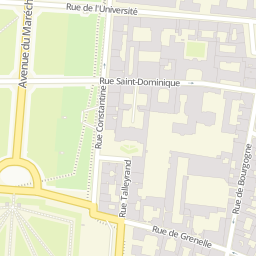 Rue de l'Université
Avenue du Maréch
Rue Saint-Dominique
Rue Constantine
Rue Talleyrand
Rue de Bourgogne
Rue de Grenelle